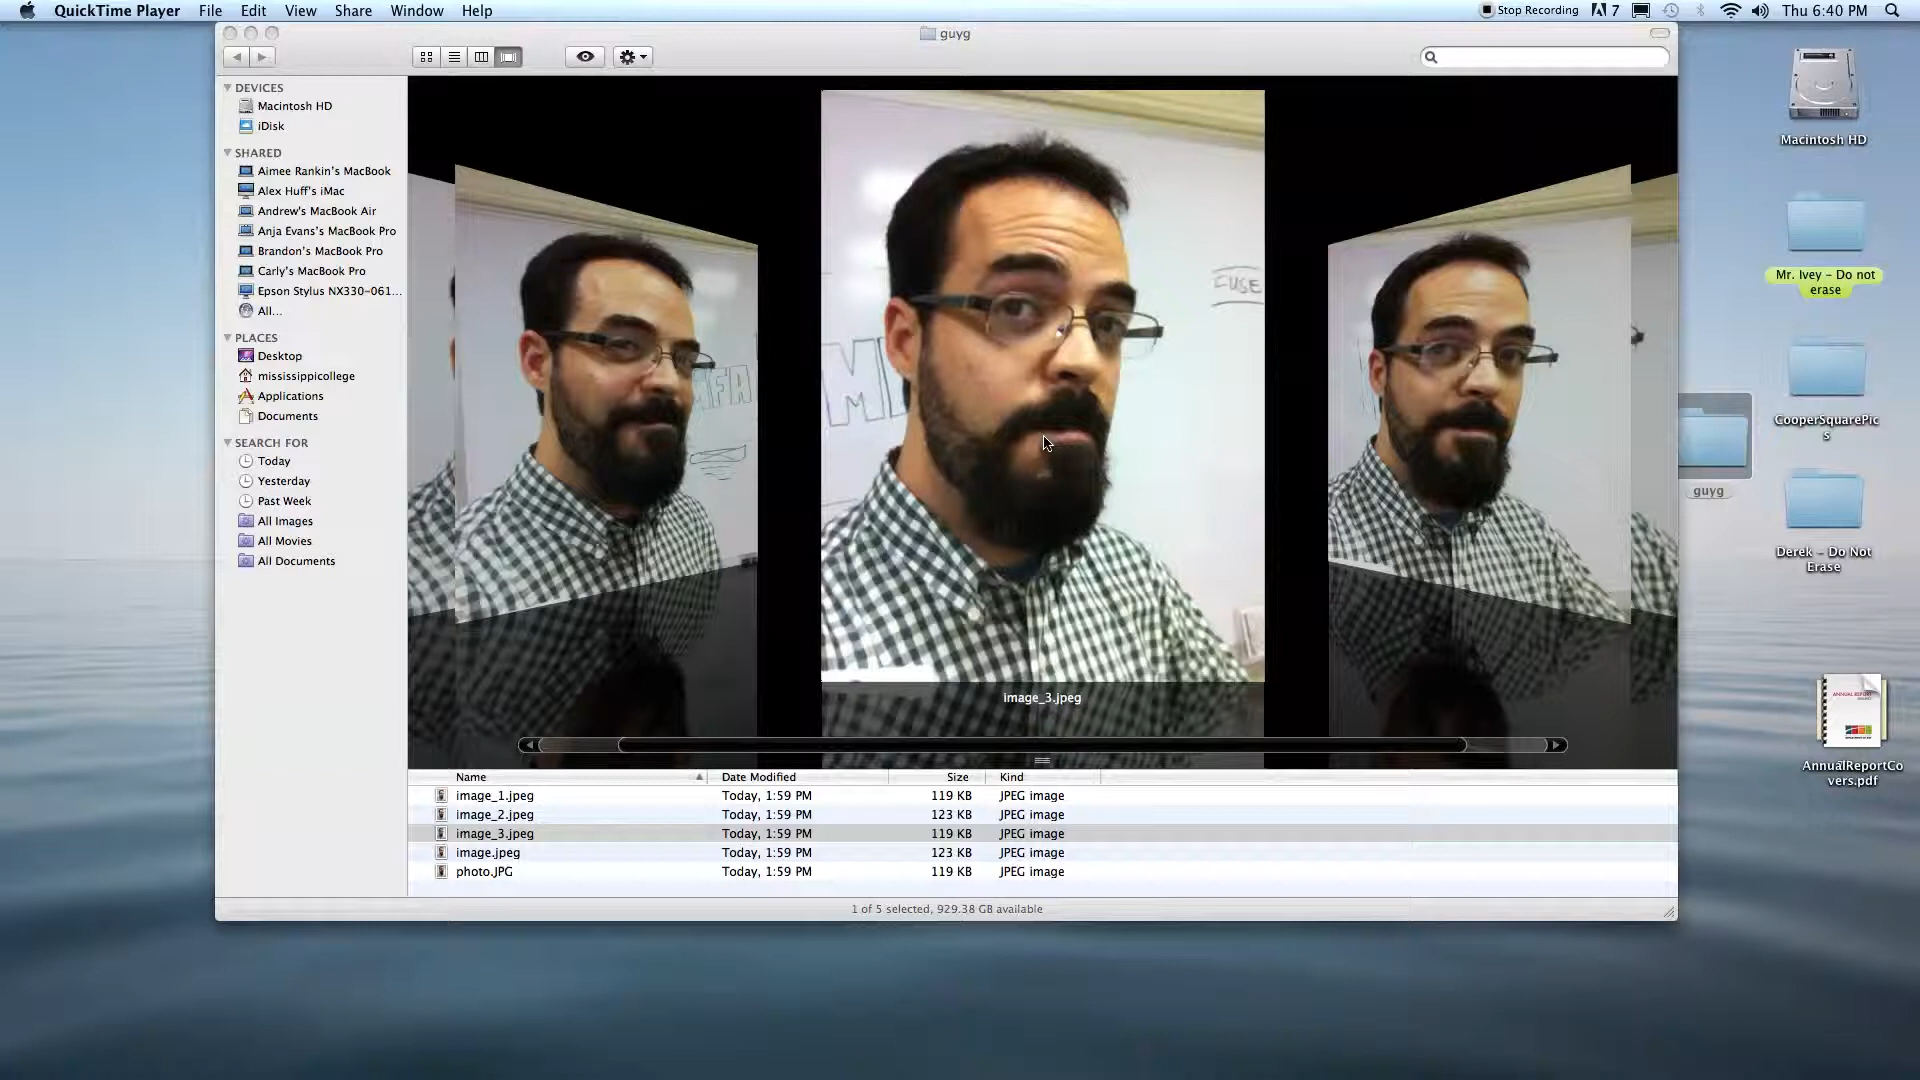 QuickTime Player File Edit View Share Window Help
Stop Recording 7 Thu 6:40 PM
guyg
DEVICES
Macintosh HD
iDisk
SHARED
Aimee Rankin's MacBook
Alex Huff's iMac
Andrew's MacBook Air
Anja Evans's MacBook Pro
Brandon's MacBook Pro
Carly's MacBook Pro
Epson Stylus NX330-061...
All...
PLACES
Desktop
mississippicollege
Applications
Documents
SEARCH FOR
Today
Yesterday
Past Week
All Images
All Movies
All Documents
MFA
M
image_3.jpeg
Name Date Modified Size Kind
image_1.jpeg Today, 1:59 PM 119 KB JPEG image
image_2.jpeg Today, 1:59 PM 123 KB JPEG image
image_3.jpeg Today, 1:59 PM 119 KB JPEG image
image.jpeg Today, 1:59 PM 123 KB JPEG image
photo.JPG Today, 1:59 PM 119 KB JPEG image
1 of 5 selected, 929.38 GB available
Macintosh HD
Mr. Ivey - Do not
erase
CooperSquarePic
s
guyg
Derek - Do Not
Erase
ANNUAL REPORT
AnnualReportCo
vers.pdf